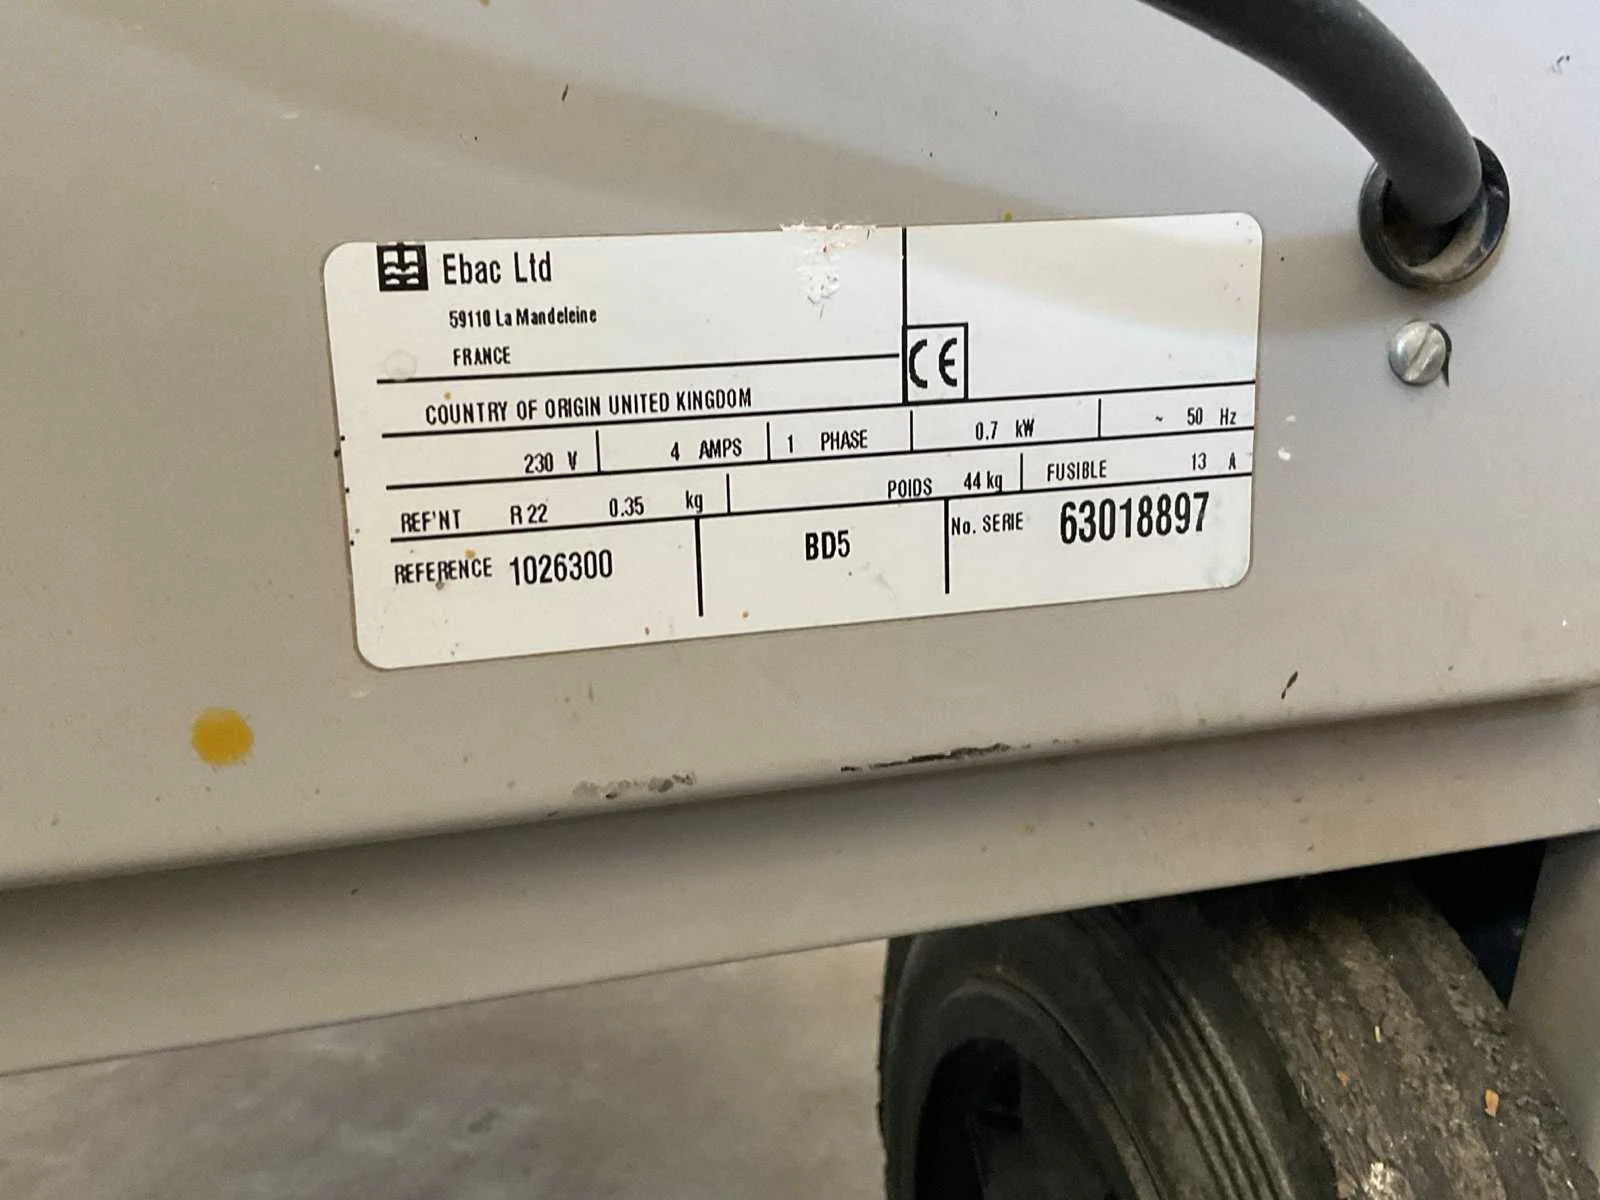 Ebac Ltd
59110 La Mandeleine
FRANCE
CE
COUNTRY OF ORIGIN UNITED KINGDOM
230 V 4 AMPS 1 PHASE 0.7 kW ~ 50 Hz
REF'NT R 22 0.35 kg POIDS 44 kg FUSIBLE 13 A
REFERENCE 1026300 BD5 No. SERIE 63018897